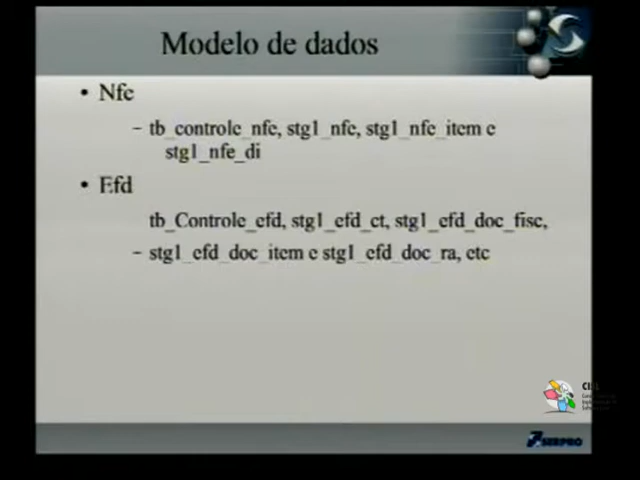 Modelo de dados
• Nfe
– tb_controle_nfe, stg1_nfe, stg1_nfe_item e
stg1_nfe_di
• Efd
tb_Controle_efd, stg1_efd_ct, stg1_efd_doc_fisc,
– stg1_efd_doc_item e stg1_efd_doc_ra, etc
SERPRO